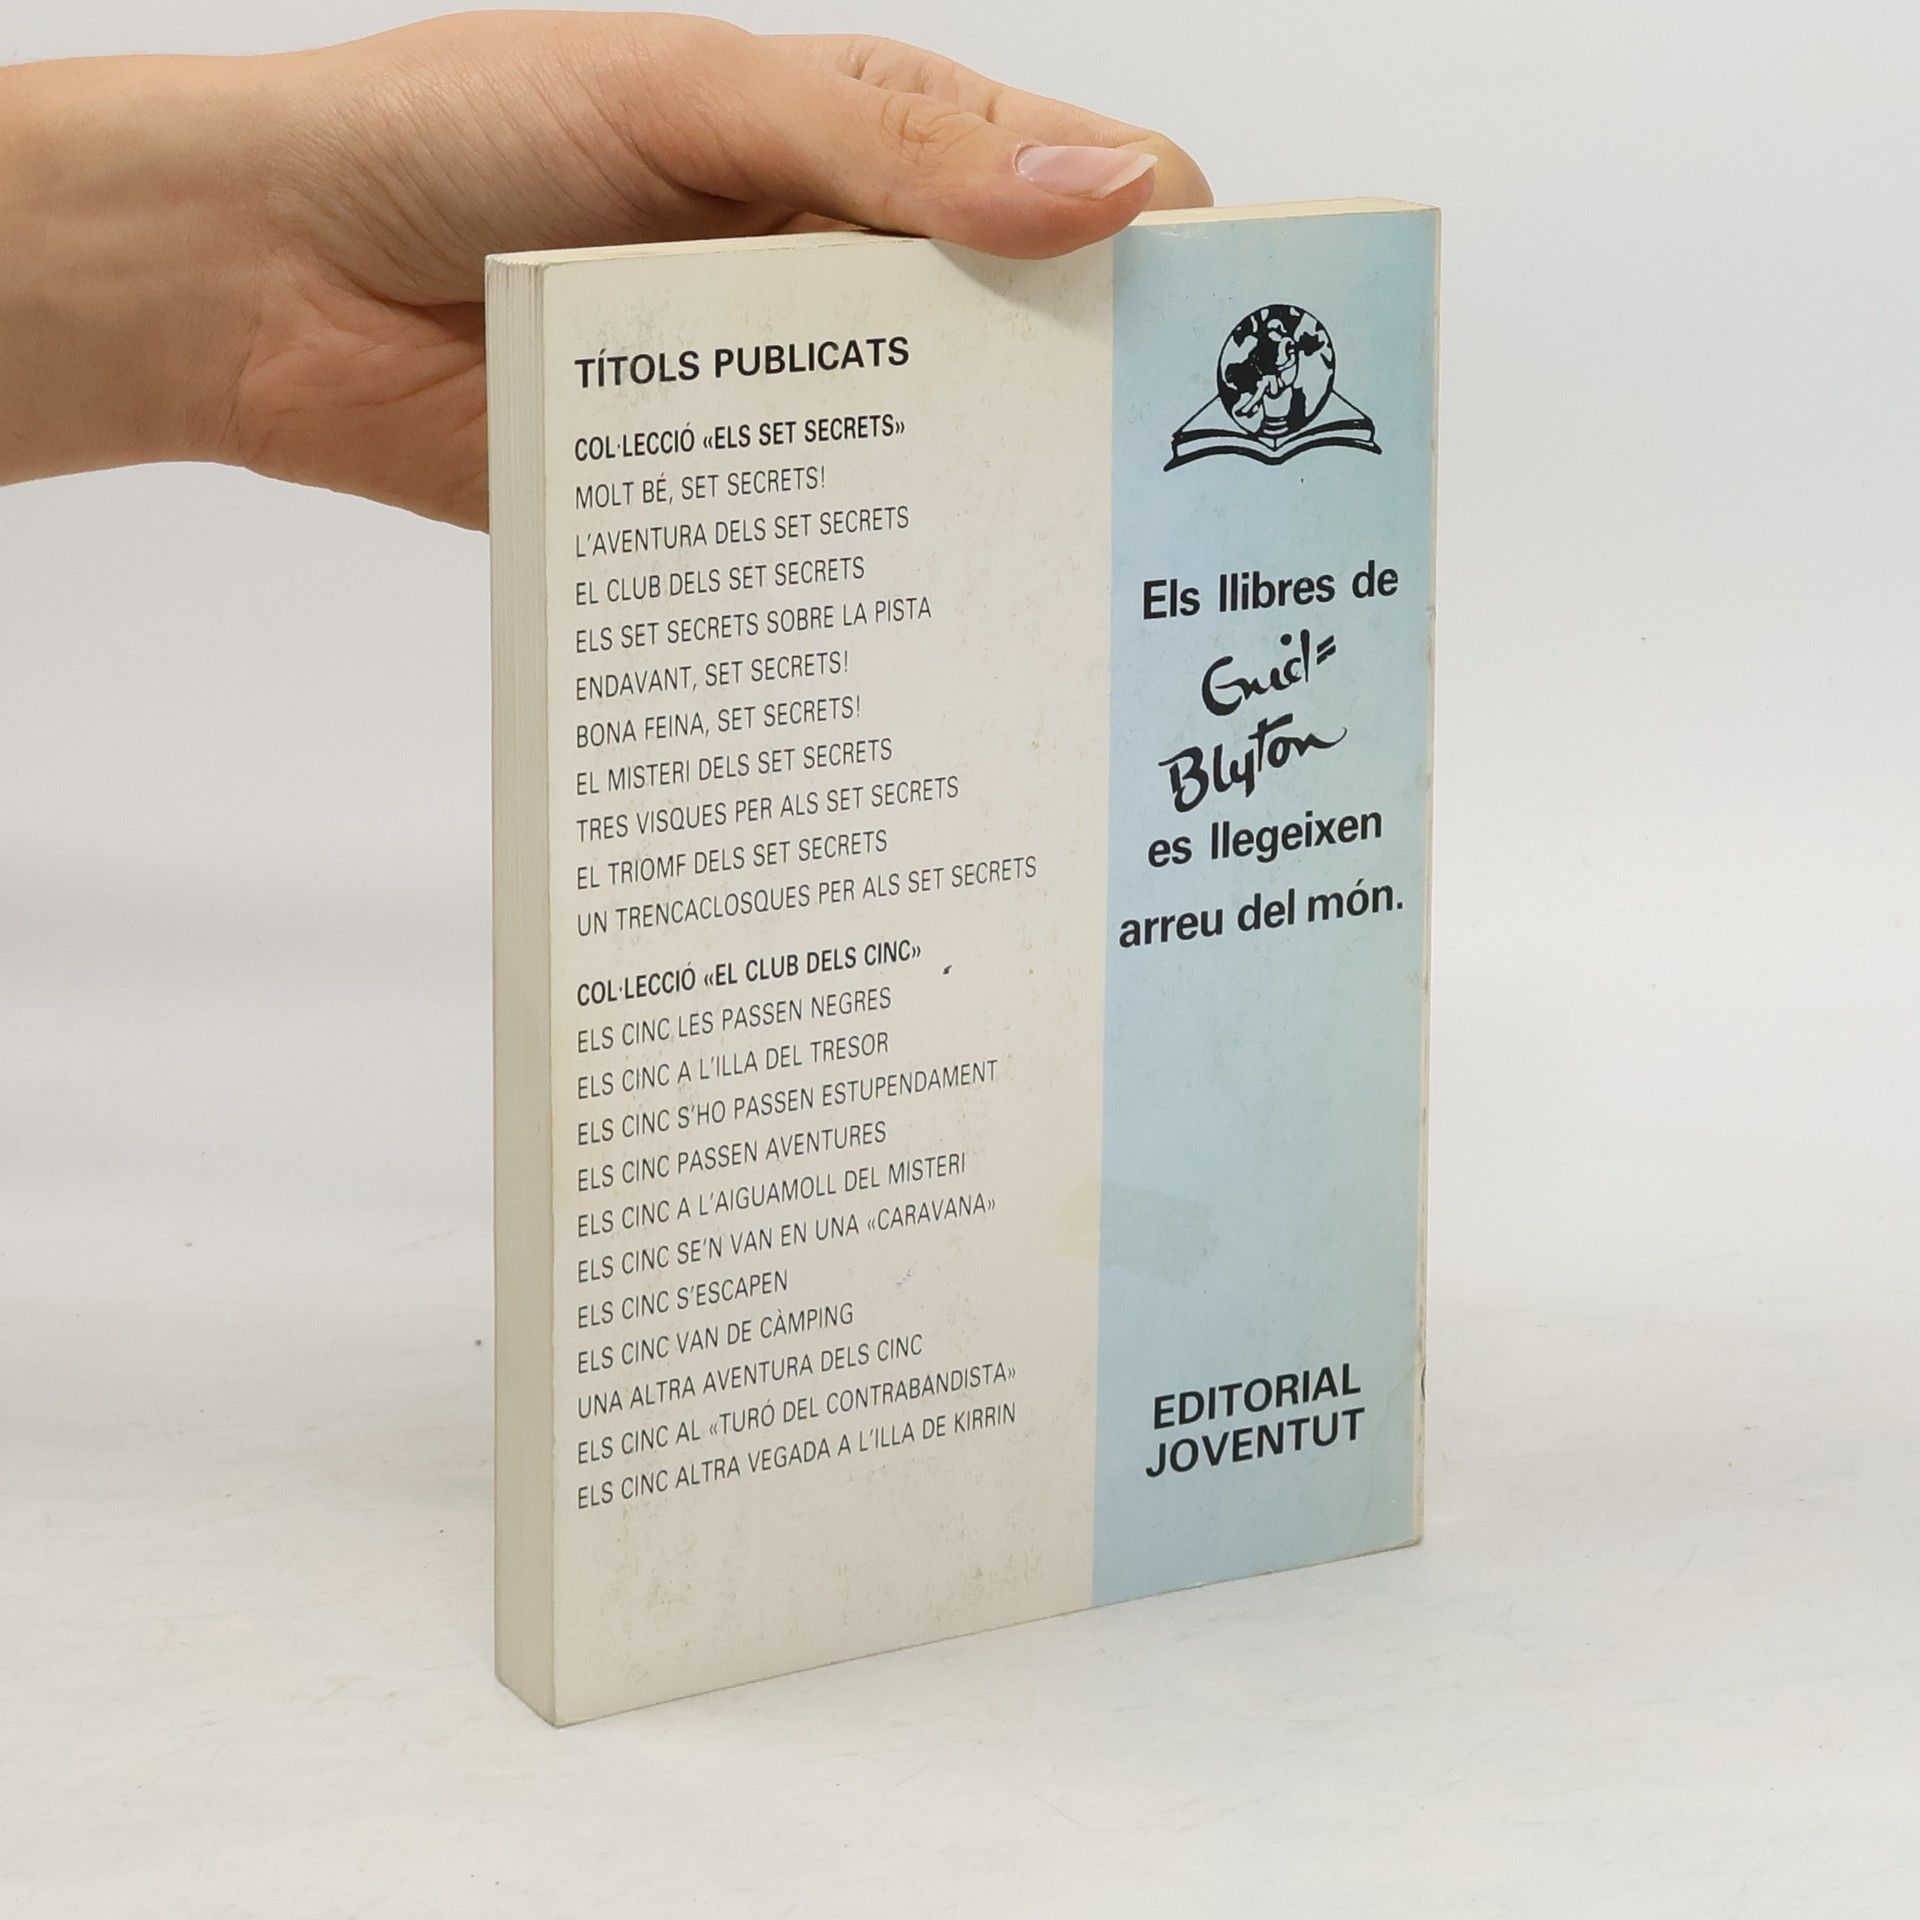 TÍTOLS PUBLICATS
COL·LECCIÓ «ELS SET SECRETS»
MOLT BÉ, SET SECRETS!
L'AVENTURA DELS SET SECRETS
EL CLUB DELS SET SECRETS
ELS SET SECRETS SOBRE LA PISTA
ENDAVANT, SET SECRETS!
BONA FEINA, SET SECRETS!
EL MISTERI DELS SET SECRETS
TRES VISQUES PER ALS SET SECRETS
EL TRIOMF DELS SET SECRETS
UN TRENCACLOSQUES PER ALS SET SECRETS
COL·LECCIÓ «EL CLUB DELS CINC»
ELS CINC LES PASSEN NEGRES
ELS CINC A L'ILLA DEL TRESOR
ELS CINC S'HO PASSEN ESTUPENDAMENT
ELS CINC PASSEN AVENTURES
ELS CINC A L'AIGUAMOLL DEL MISTERI
ELS CINC SE'N VAN EN UNA «CARAVANA»
ELS CINC S'ESCAPEN
ELS CINC VAN DE CÀMPING
UNA ALTRA AVENTURA DELS CINC
ELS CINC AL «TURÓ DEL CONTRABANDISTA»
ELS CINC ALTRA VEGADA A L'ILLA DE KIRRIN
Els llibres de
Enid
Blyton
es llegeixen
arreu del món.
EDITORIAL
JOVENTUT